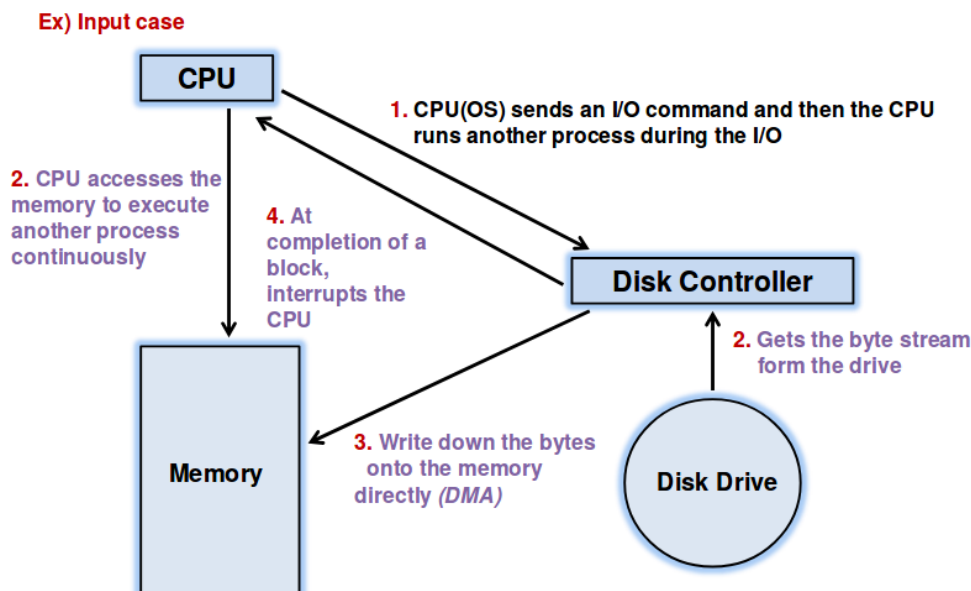 Ex) Input case
CPU
1. CPU(OS) sends an I/O command and then the CPU
runs another process during the I/O
2. CPU accesses the
memory to execute
another process
continuously
4. At
completion of a
block,
interrupts the
CPU
Disk Controller
2. Gets the byte stream
form the drive
3. Write down the bytes
onto the memory
directly (DMA)
Memory
Disk Drive